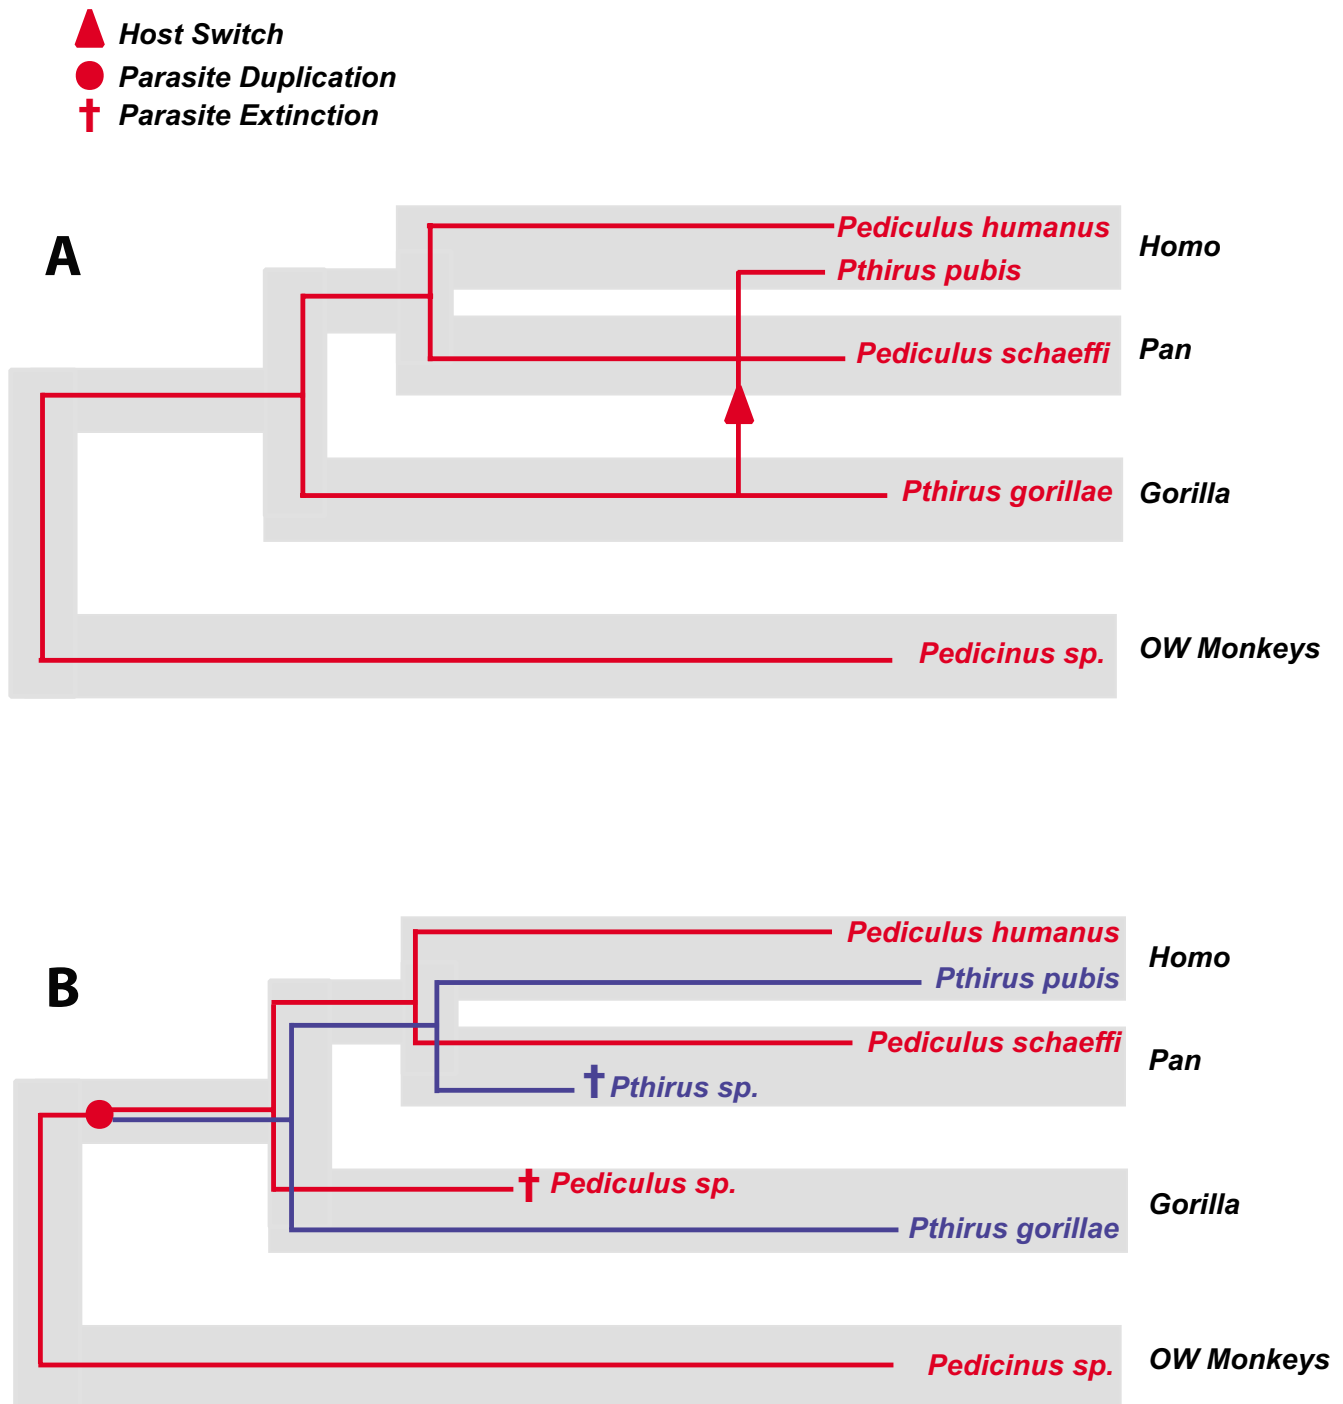 Host Switch
Parasite Duplication
† Parasite Extinction
A
Pediculus humanus
Homo
Pthirus pubis
Pediculus schaeffi
Pan
Pthirus gorillae
Gorilla
Pedicinus sp.
OW Monkeys
B
Pediculus humanus
Homo
Pthirus pubis
Pediculus schaeffi
Pan
† Pthirus sp.
† Pediculus sp.
Gorilla
Pthirus gorillae
Pedicinus sp.
OW Monkeys